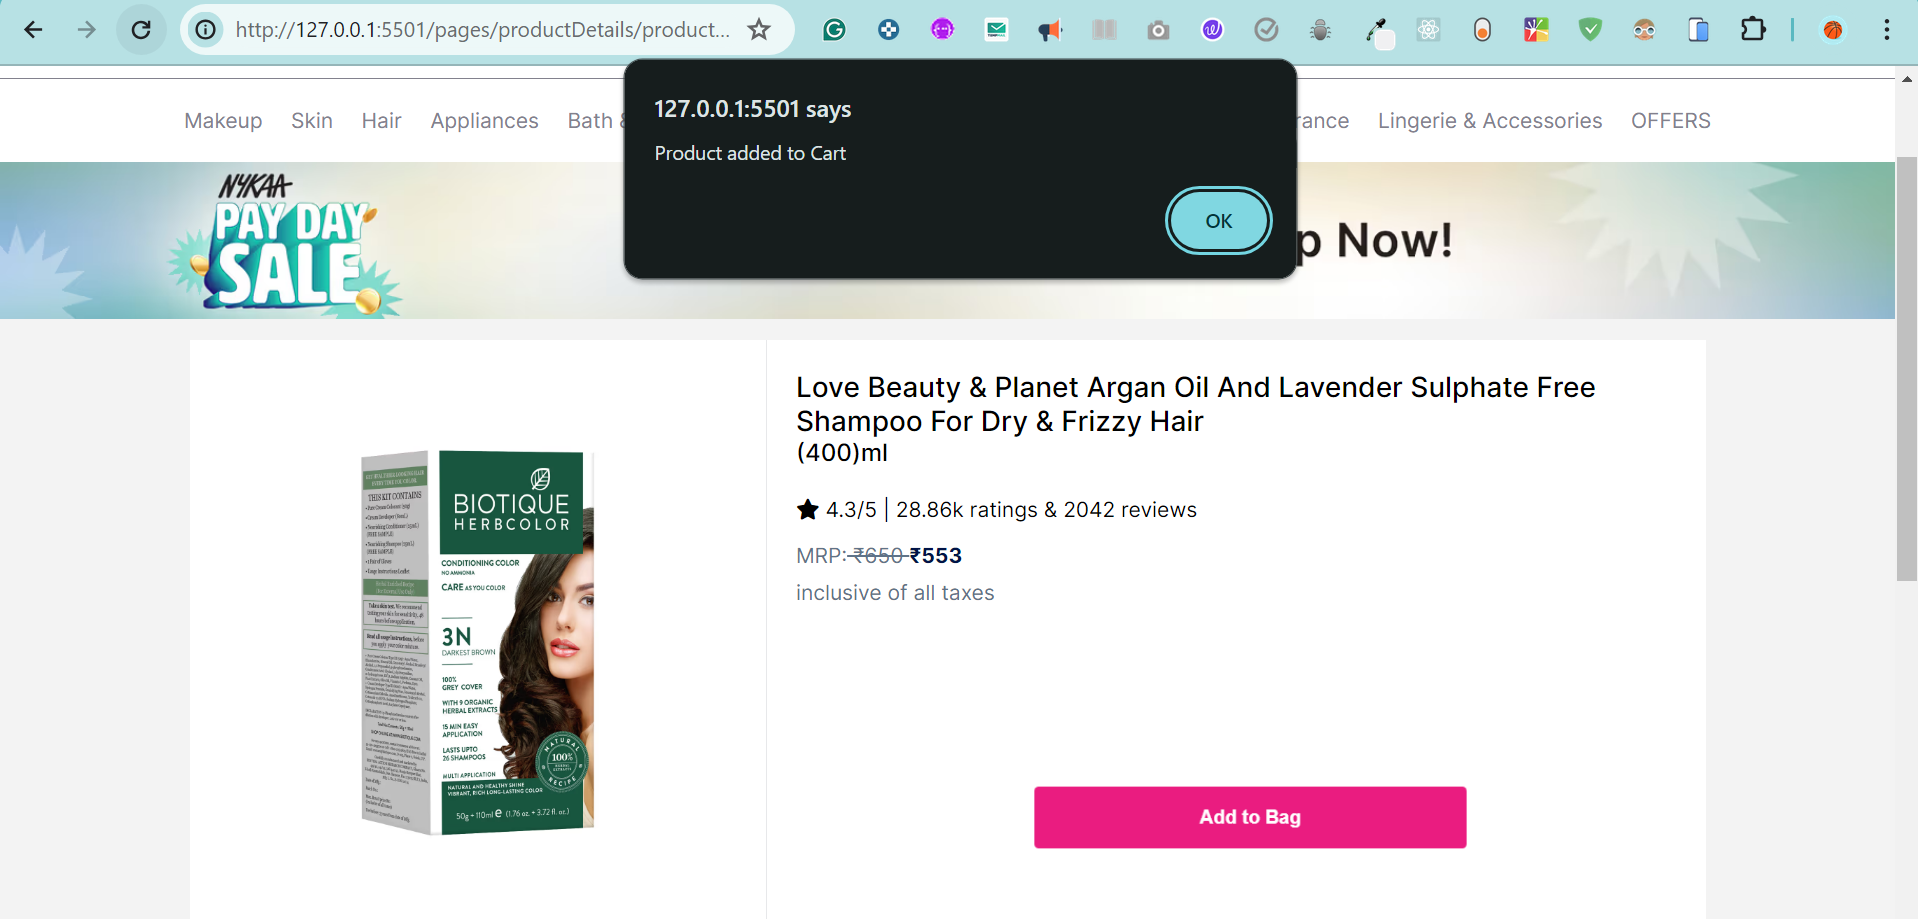 http://127.0.0.1:5501/pages/productDetails/product...
127.0.0.1:5501 says
Product added to Cart
OK
Makeup Skin Hair Appliances Bath & rance Lingerie & Accessories OFFERS
NYKAA
PAY DAY
SALE
p Now!
Love Beauty & Planet Argan Oil And Lavender Sulphate Free
Shampoo For Dry & Frizzy Hair
(400)ml
4.3/5 | 28.86k ratings & 2042 reviews
MRP: ₹650 ₹553
inclusive of all taxes
Add to Bag
THIS KIT CONTAINS
BIOTIQUE
HERBCOLOR
CONDITIONING COLOR
NO AMMONIA
CARE AS YOU COLOR
3N
DARKEST BROWN
100%
GREY COVER
WITH 9 ORGANIC
HERBAL EXTRACTS
15 MIN EASY
APPLICATION
LASTS UPTO
26 SHAMPOOS
MULTI APPLICATION
NATURAL
100%
RECIPE
NATURAL AND HEALTHY SHINE
VIBRANT, RICH LONG-LASTING COLOR
50g + 110ml e (1.76 oz. + 3.72 fl. oz.)